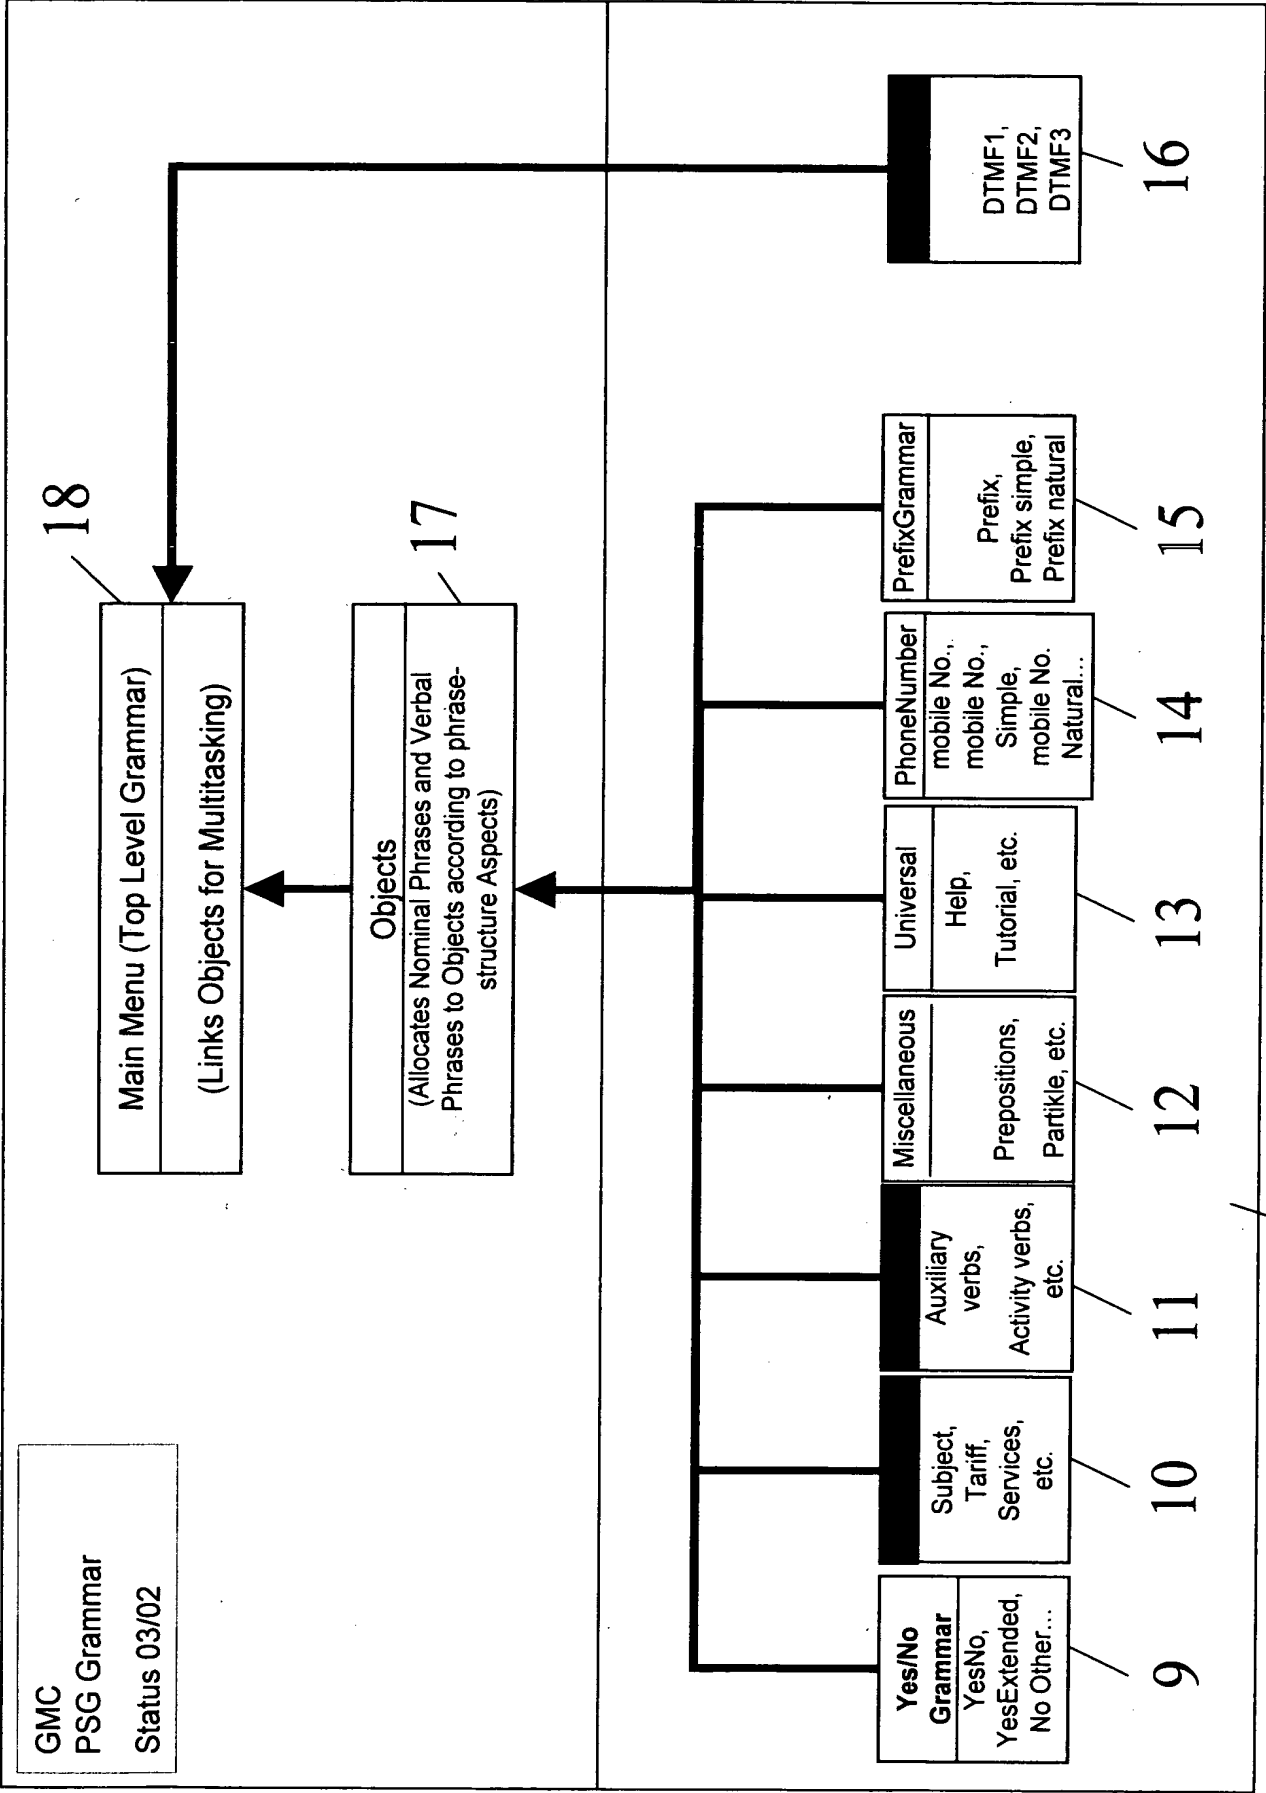 GMC
PSG Grammar
Status 03/02
Main Menu (Top Level Grammar)
(Links Objects for Multitasking)
18
Objects
(Allocates Nominal Phrases and Verbal
Phrases to Objects according to phrase-
structure Aspects)
17
Yes/No
Grammar
YesNo,
YesExtended,
No Other...
9
Subject,
Tariff,
Services,
etc.
10
Auxiliary
verbs,
Activity verbs,
etc.
11
Miscellaneous
Prepositions,
Partikle, etc.
12
Universal
Help,
Tutorial, etc.
13
PhoneNumber
mobile No.,
mobile No.,
Simple,
mobile No.
Natural...
14
PrefixGrammar
Prefix,
Prefix simple,
Prefix natural
15
DTMF1,
DTMF2,
DTMF3
16